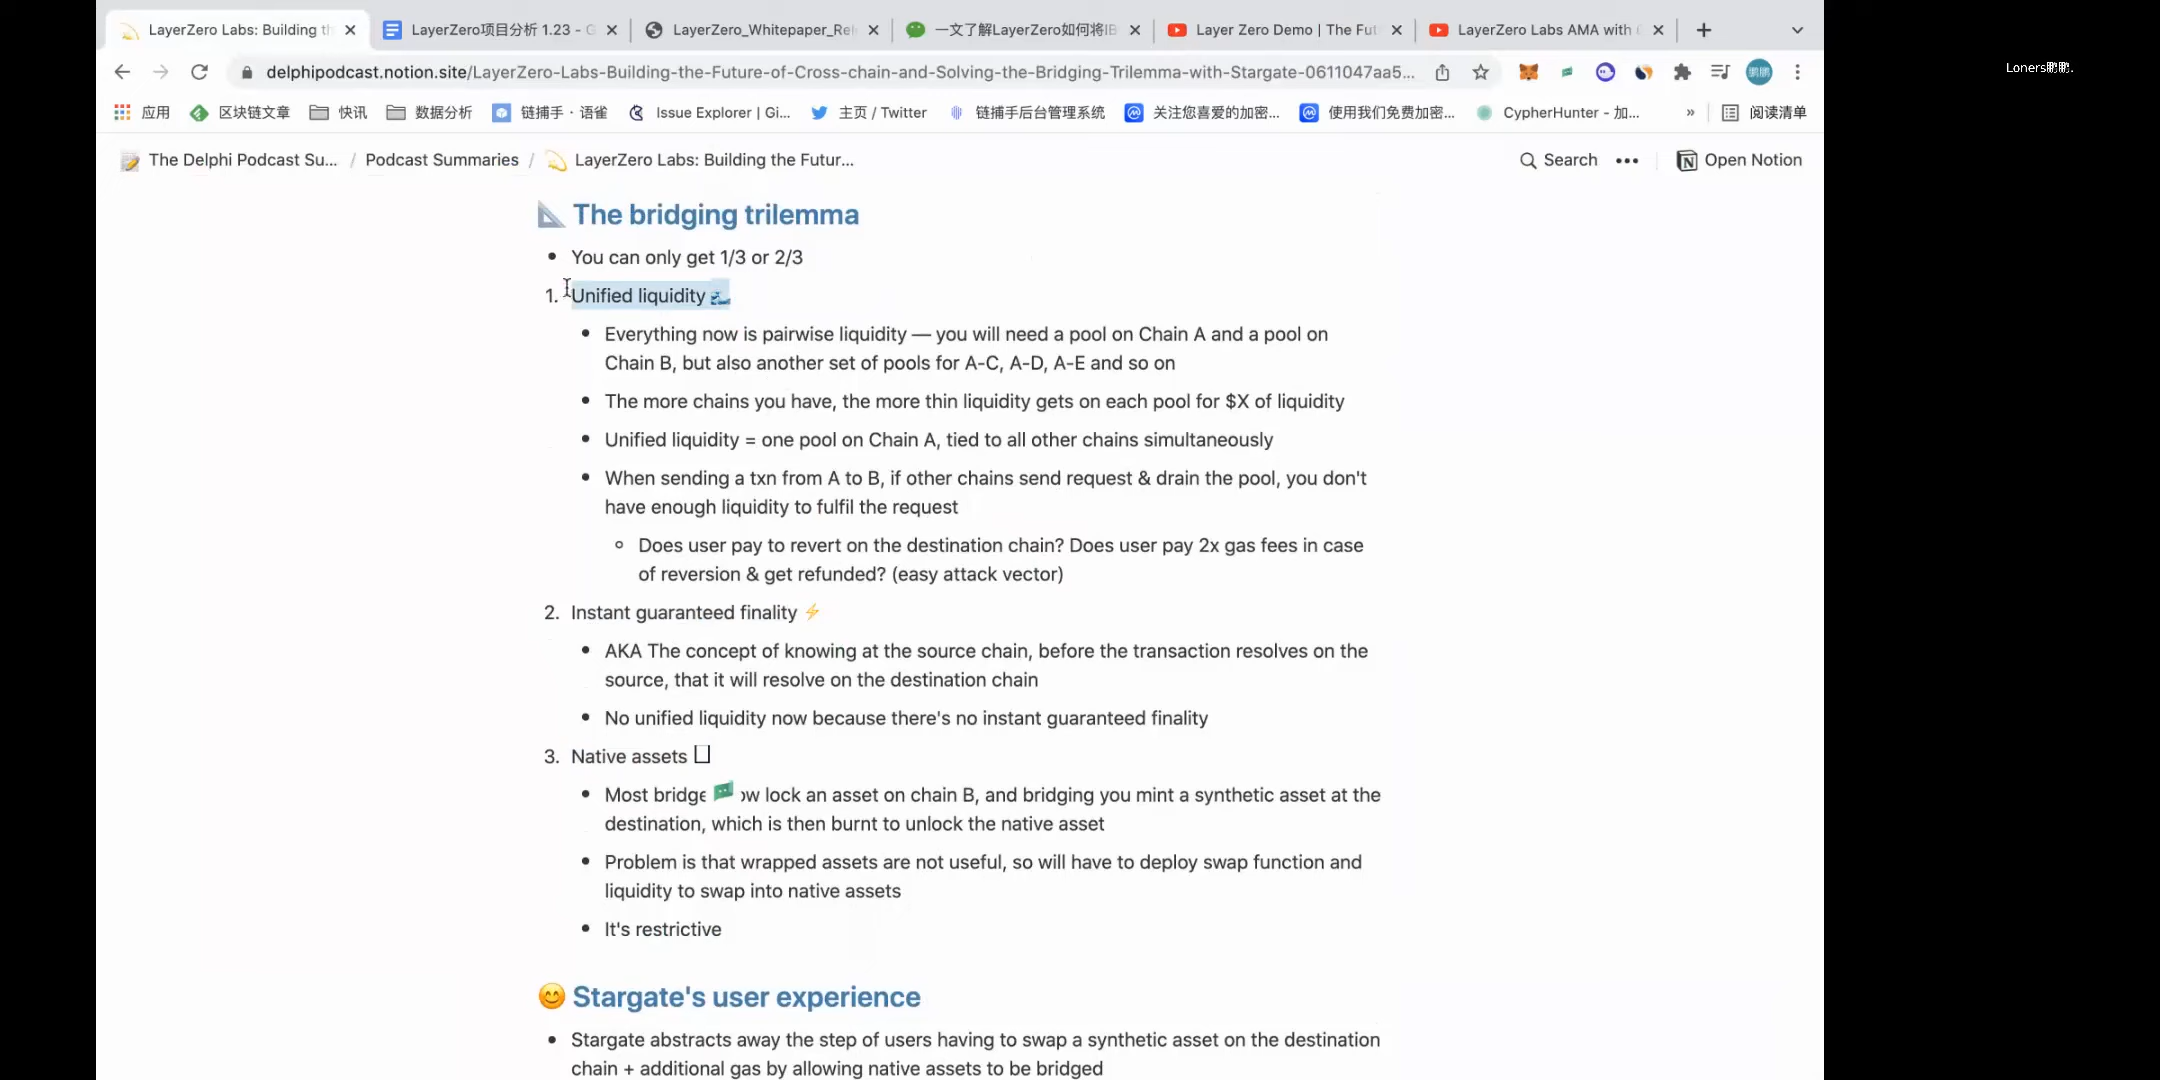 LayerZero Labs: Building th
LayerZero项目分析 1.23 - G
LayerZero_Whitepaper_Rel
一文了解LayerZero如何将IB
Layer Zero Demo | The Fut
LayerZero Labs AMA with
delphipodcast.notion.site/LayerZero-Labs-Building-the-Future-of-Cross-chain-and-Solving-the-Bridging-Trilemma-with-Stargate-0611047aa5...
鹏鹏
Loners鹏鹏.
应用 区块链文章 快讯 数据分析 链捕手 · 语雀 Issue Explorer | Gi... 主页 / Twitter 链捕手后台管理系统 关注您喜爱的加密... 使用我们免费加密... CypherHunter - 加... » 阅读清单
The Delphi Podcast Su... / Podcast Summaries / LayerZero Labs: Building the Futur... Search Open Notion
The bridging trilemma
• You can only get 1/3 or 2/3
1. Unified liquidity
• Everything now is pairwise liquidity — you will need a pool on Chain A and a pool on
Chain B, but also another set of pools for A-C, A-D, A-E and so on
• The more chains you have, the more thin liquidity gets on each pool for $X of liquidity
• Unified liquidity = one pool on Chain A, tied to all other chains simultaneously
• When sending a txn from A to B, if other chains send request & drain the pool, you don't
have enough liquidity to fulfil the request
◦ Does user pay to revert on the destination chain? Does user pay 2x gas fees in case
of reversion & get refunded? (easy attack vector)
2. Instant guaranteed finality ⚡
• AKA The concept of knowing at the source chain, before the transaction resolves on the
source, that it will resolve on the destination chain
• No unified liquidity now because there's no instant guaranteed finality
3. Native assets
• Most bridge ow lock an asset on chain B, and bridging you mint a synthetic asset at the
destination, which is then burnt to unlock the native asset
• Problem is that wrapped assets are not useful, so will have to deploy swap function and
liquidity to swap into native assets
• It's restrictive
😊 Stargate's user experience
• Stargate abstracts away the step of users having to swap a synthetic asset on the destination
chain + additional gas by allowing native assets to be bridged